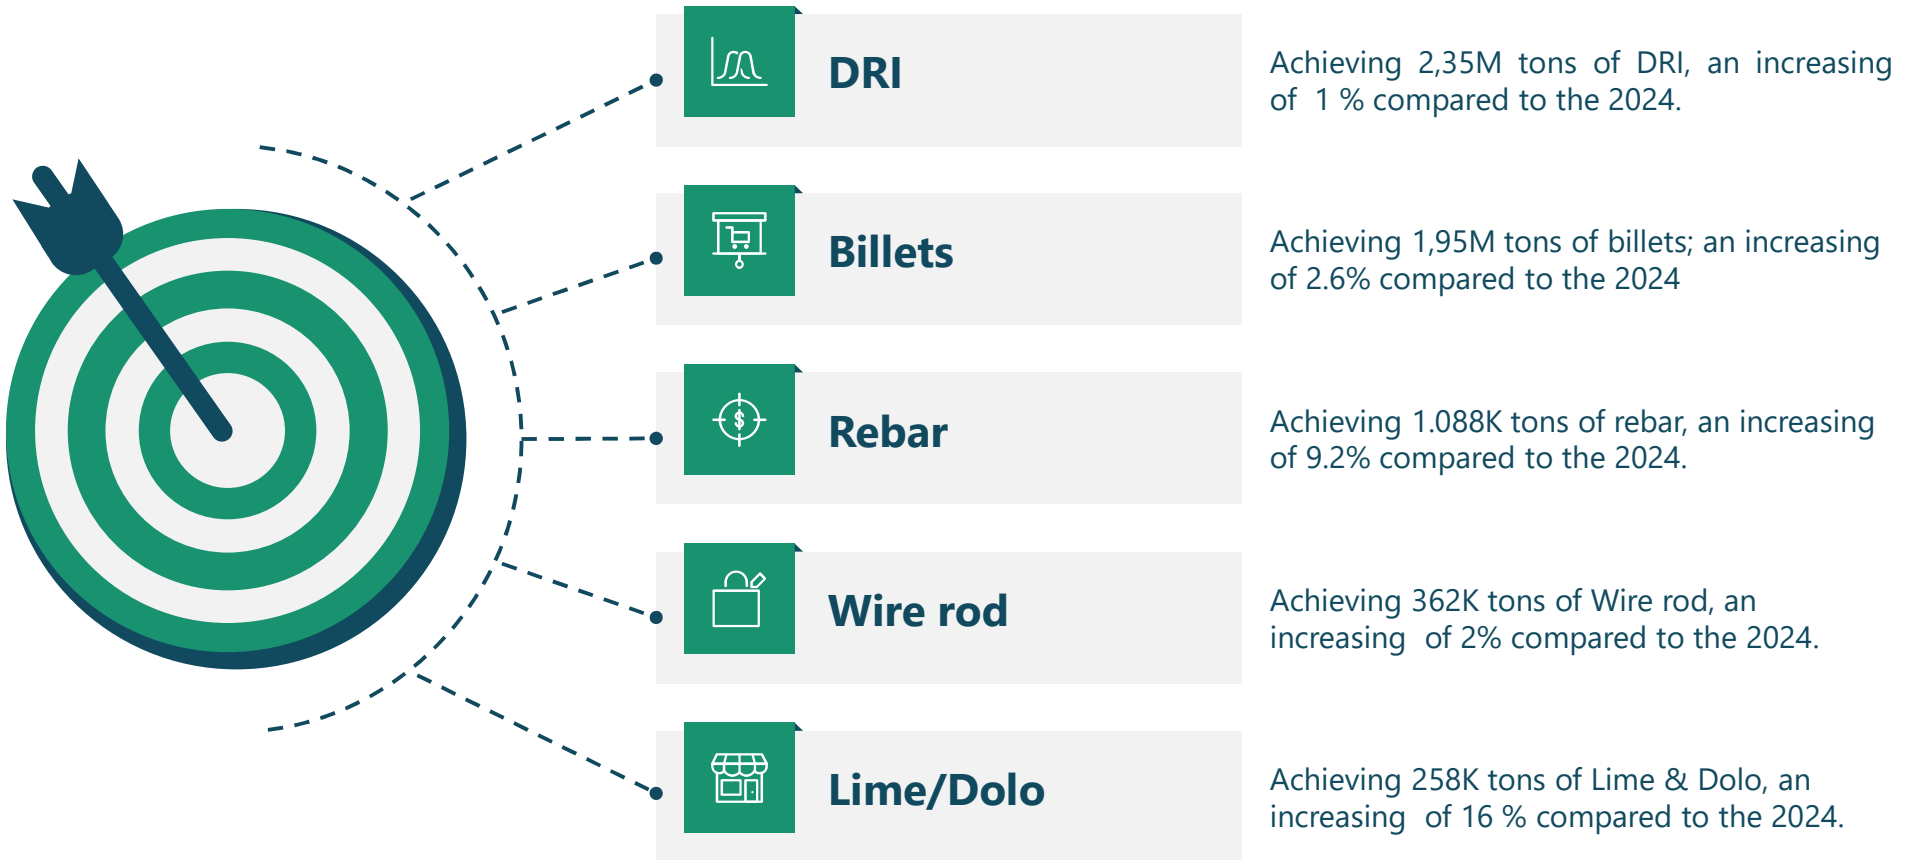 DRI
Achieving 2,35M tons of DRI, an increasing
of 1 % compared to the 2024.
Billets
Achieving 1,95M tons of billets; an increasing
of 2.6% compared to the 2024
Rebar
Achieving 1.088K tons of rebar, an increasing
of 9.2% compared to the 2024.
Wire rod
Achieving 362K tons of Wire rod, an
increasing of 2% compared to the 2024.
Lime/Dolo
Achieving 258K tons of Lime & Dolo, an
increasing of 16 % compared to the 2024.